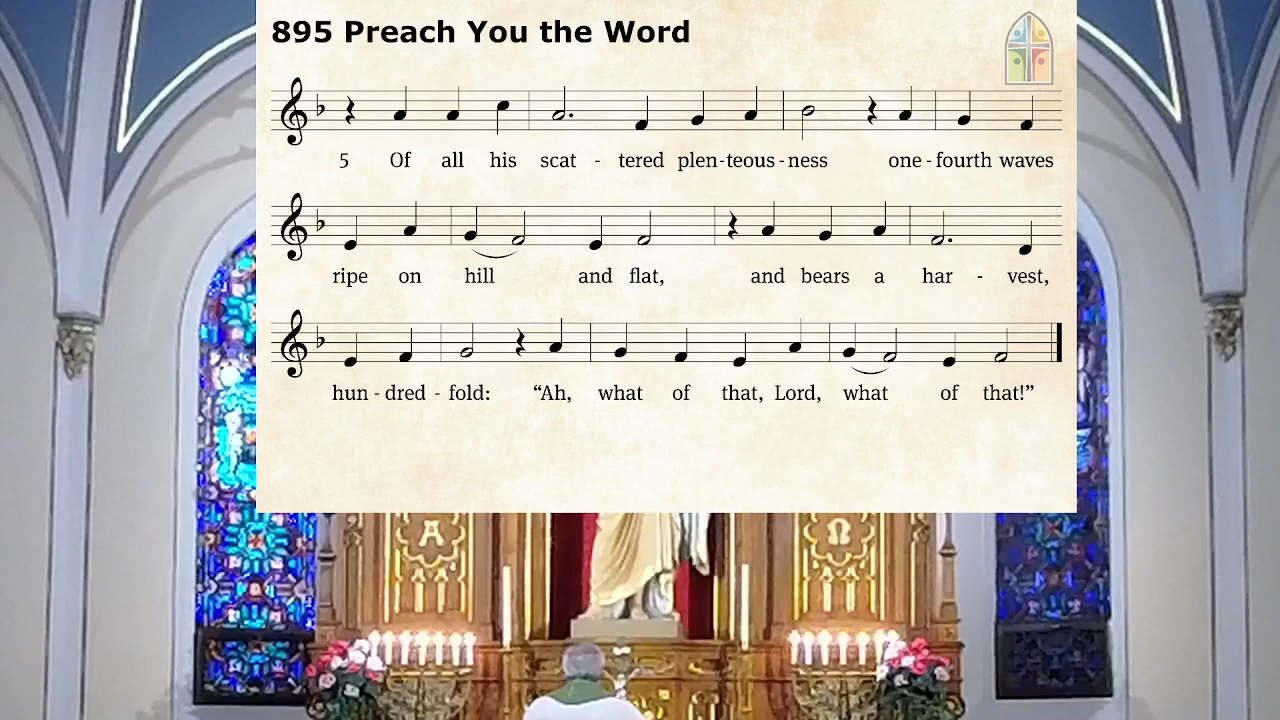 895 Preach You the Word
5 Of all his scat - tered plen - teous - ness one - fourth waves
ripe on hill and flat, and bears a har - vest,
hun - dred - fold: “Ah, what of that, Lord, what of that!”
Α Ω